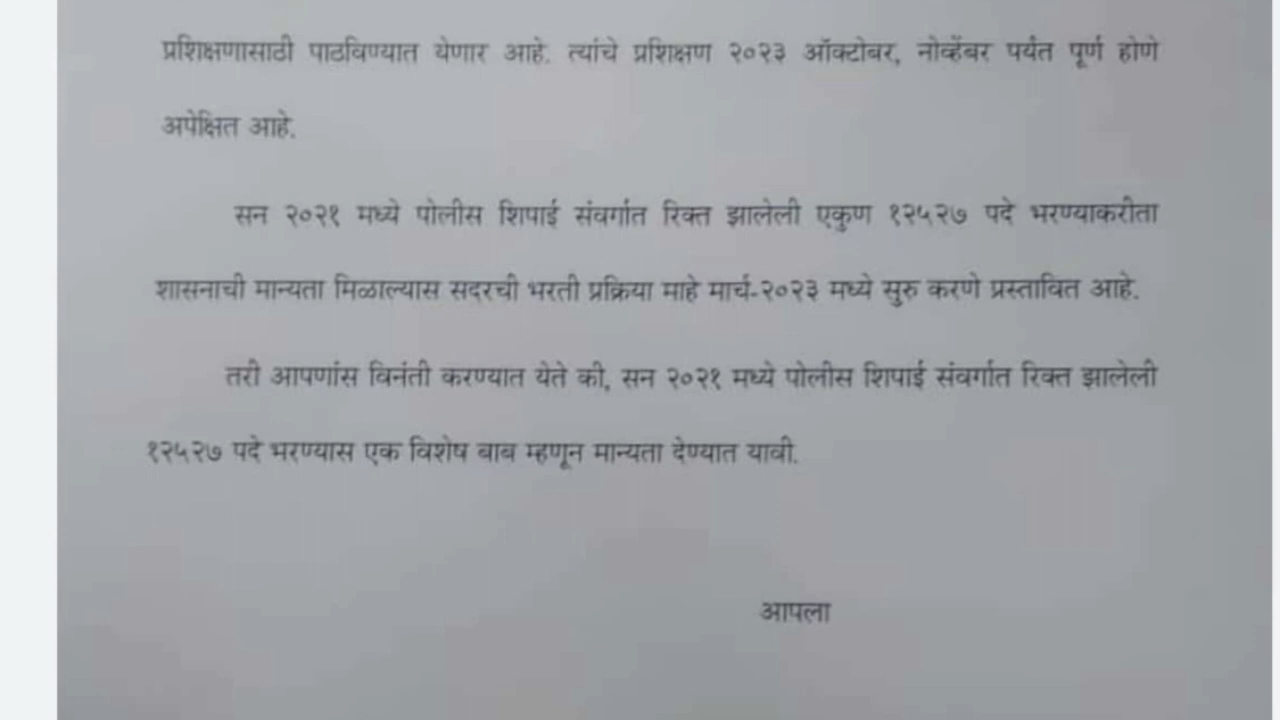 प्रशिक्षणासाठी पाठविण्यात येणार आहे. त्यांचे प्रशिक्षण २०२३ ऑक्टोबर, नोव्हेंबर पर्यंत पूर्ण होणे
अपेक्षित आहे.
सन २०२१ मध्ये पोलीस शिपाई संवर्गात रिक्त झालेली एकुण १२५२७ पदे भरण्याकरीता
शासनाची मान्यता मिळाल्यास सदरची भरती प्रक्रिया माहे मार्च-२०२३ मध्ये सुरु करणे प्रस्तावित आहे.
तरी आपणांस विनंती करण्यात येते की, सन २०२१ मध्ये पोलीस शिपाई संवर्गात रिक्त झालेली
१२५२७ पदे भरण्यास एक विशेष बाब म्हणून मान्यता देण्यात यावी.
आपला